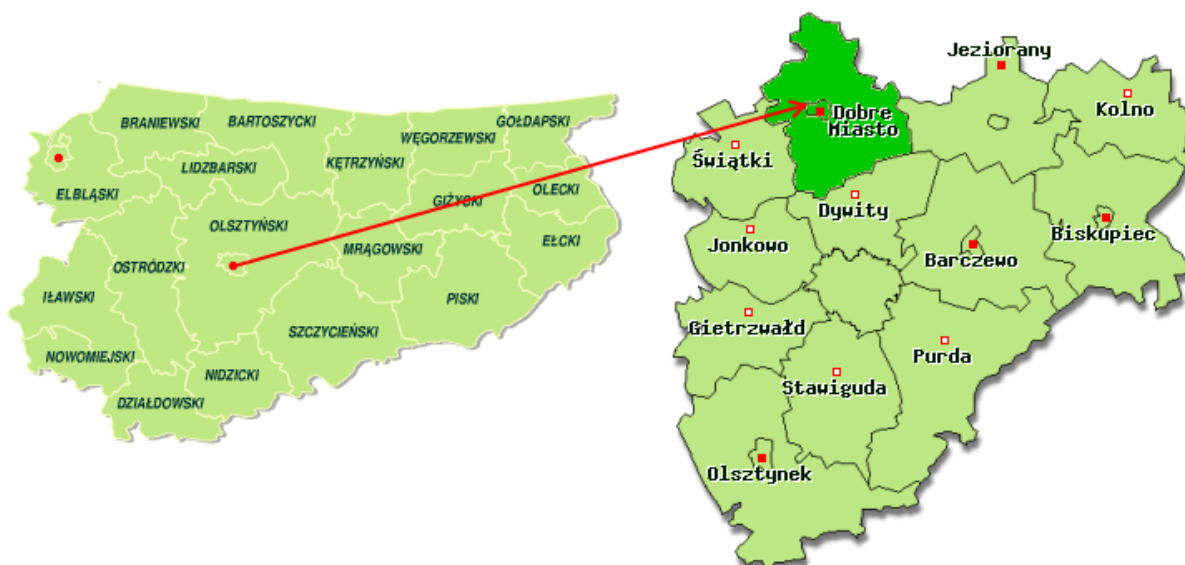 BRANIEWSKI
BARTOSZYCKI
GOŁDAPSKI
WĘGORZEWSKI
LIDZBARSKI
KĘTRZYŃSKI
ELBLĄSKI
GIŻYCKI
OLECKI
OLSZTYŃSKI
EŁCKI
MRĄGOWSKI
OSTRÓDZKI
IŁAWSKI
PISKI
SZCZYCIEŃSKI
NOWOMIEJSKI
NIDZICKI
DZIAŁDOWSKI
Jeziorany
Kolno
Dobre
Miasto
Świątki
Dywity
Biskupiec
Jonkowo
Barczewo
Gietrzwałd
Purda
Stawiguda
Olsztynek